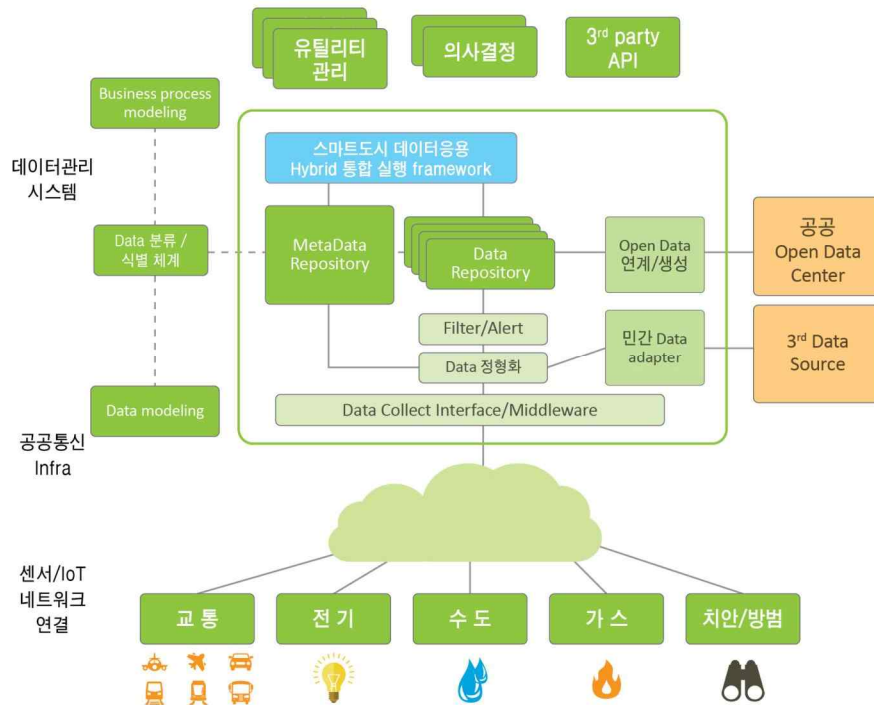 유틸리티
관리
의사결정
3rd party
API
Business process
modeling
데이터관리
시스템
스마트도시 데이터응용
Hybrid 통합 실행 framework
Data 분류 /
식별 체계
MetaData
Repository
Data
Repository
Open Data
연계/생성
공공
Open Data
Center
Filter/Alert
Data 정형화
민간 Data
adapter
3rd Data
Source
Data modeling
Data Collect Interface/Middleware
공공통신
Infra
센서/IoT
네트워크
연결
교 통
전 기
수 도
가 스
치안/방범